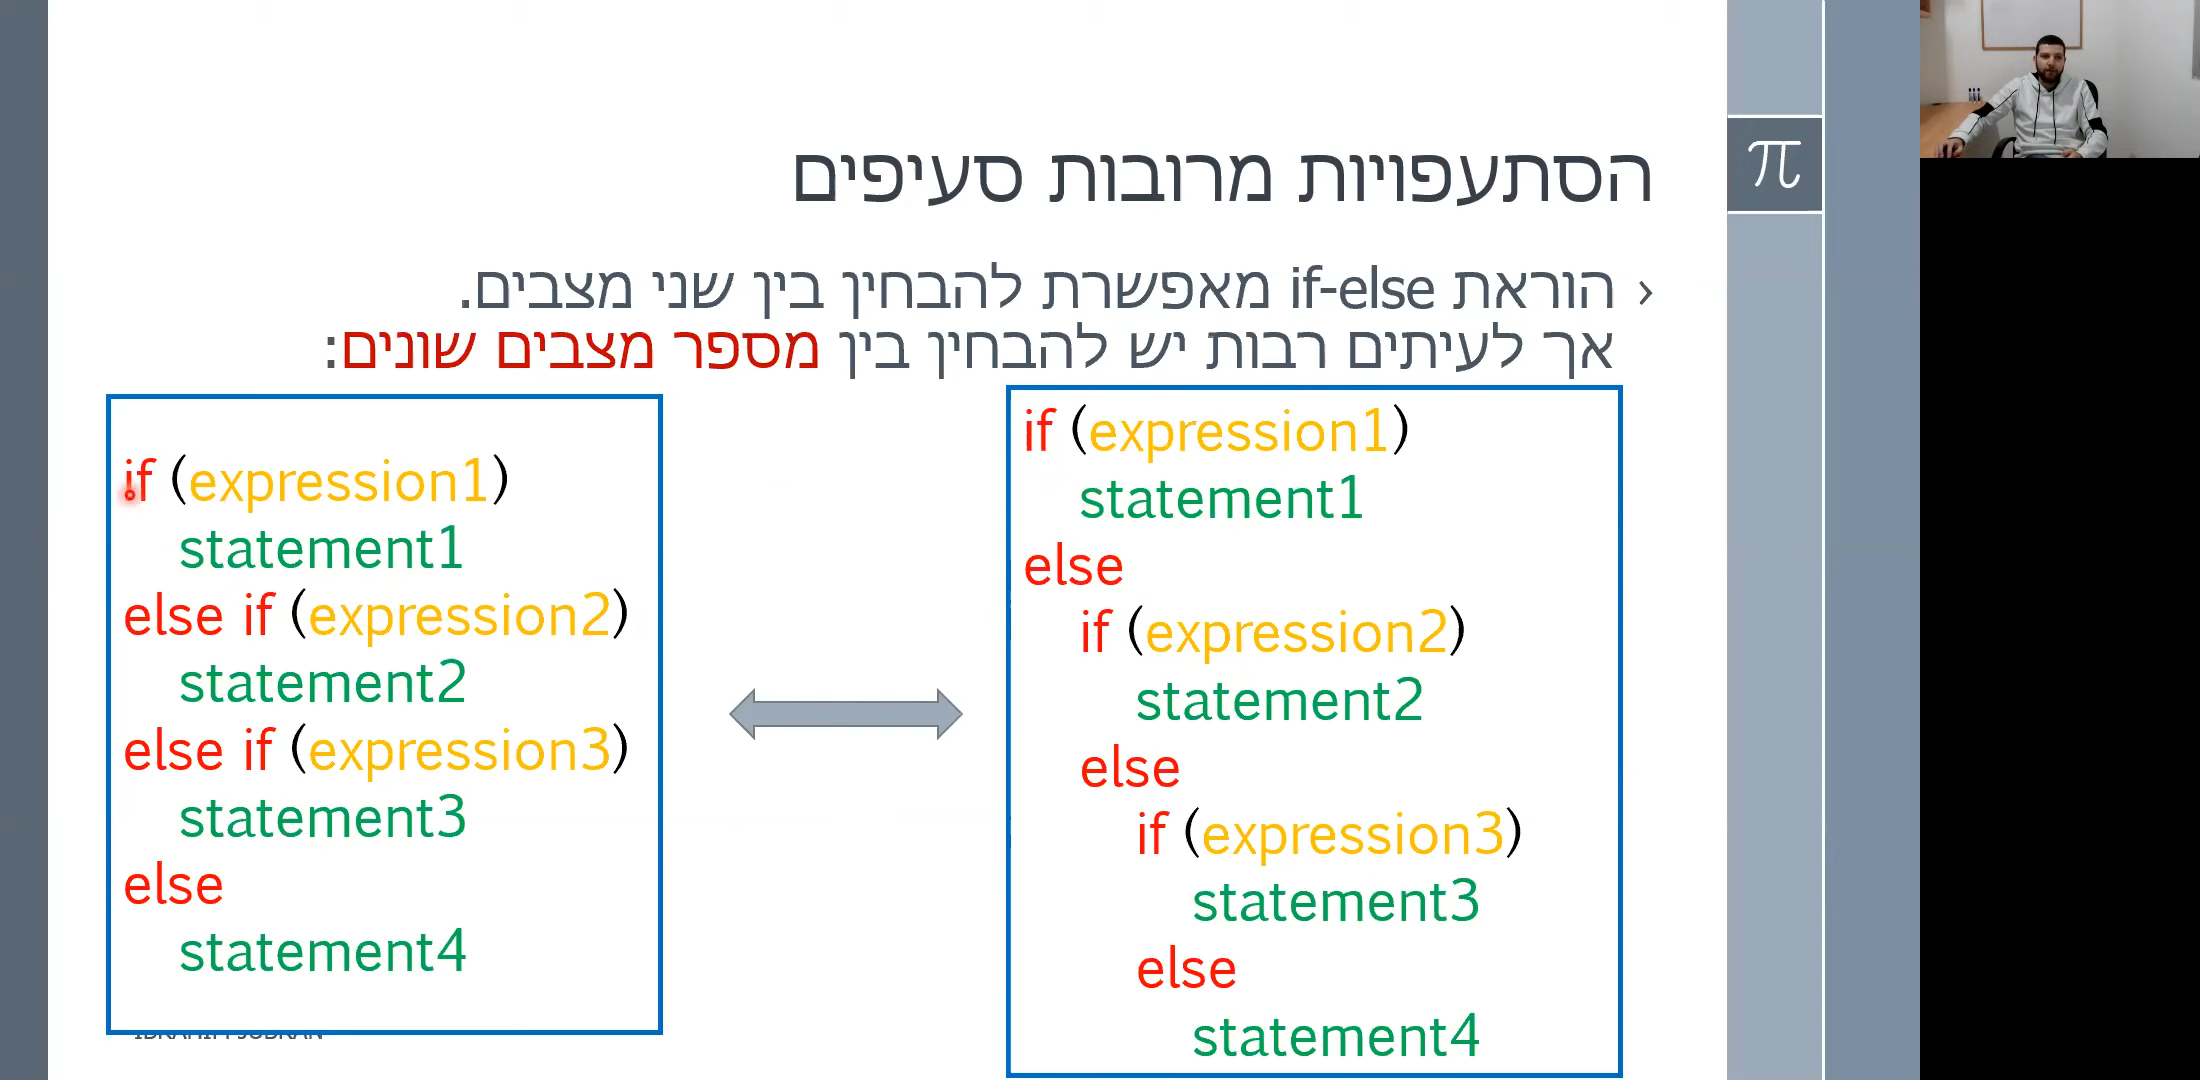 הסתעפויות מרובות סעיפים
π
‹ הוראת if-else מאפשרת להבחין בין שני מצבים.
אך לעיתים רבות יש להבחין בין מספר מצבים שונים:
if (expression1)
statement1
else if (expression2)
statement2
else if (expression3)
statement3
else
statement4
if (expression1)
statement1
else
if (expression2)
statement2
else
if (expression3)
statement3
else
statement4